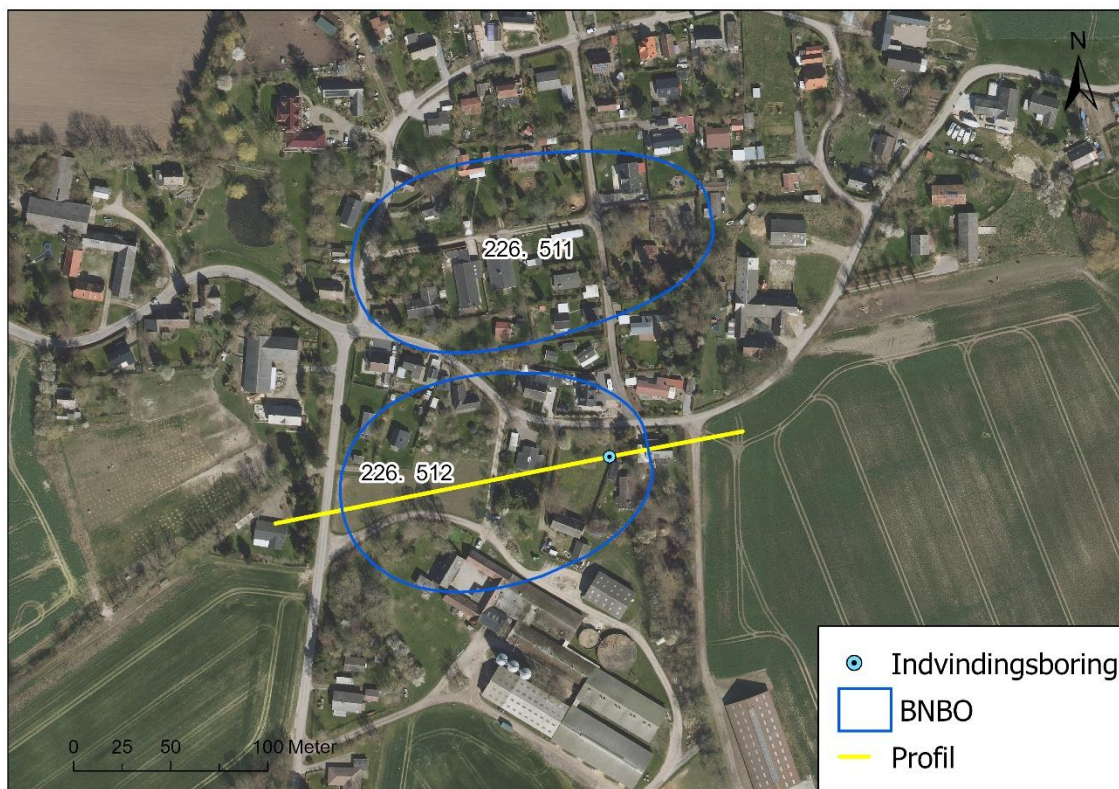 N
226. 511
226. 512
0 25 50 100 Meter
Indvindingsboring
BNBO
Profil